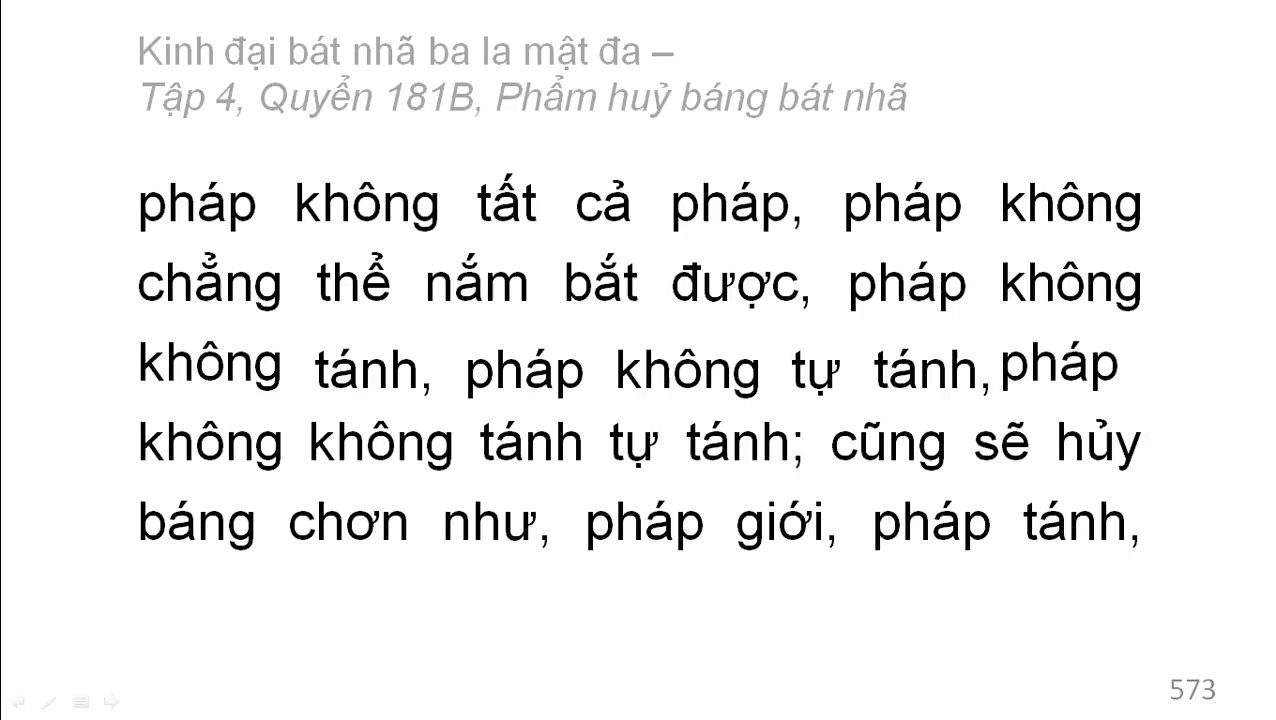 Kinh đại bát nhã ba la mật đa –
Tập 4, Quyển 181B, Phẩm huỷ báng bát nhã
pháp không tất cả pháp, pháp không
chẳng thể nắm bắt được, pháp không
không tánh, pháp không tự tánh, pháp
không không tánh tự tánh; cũng sẽ hủy
báng chơn như, pháp giới, pháp tánh,
573